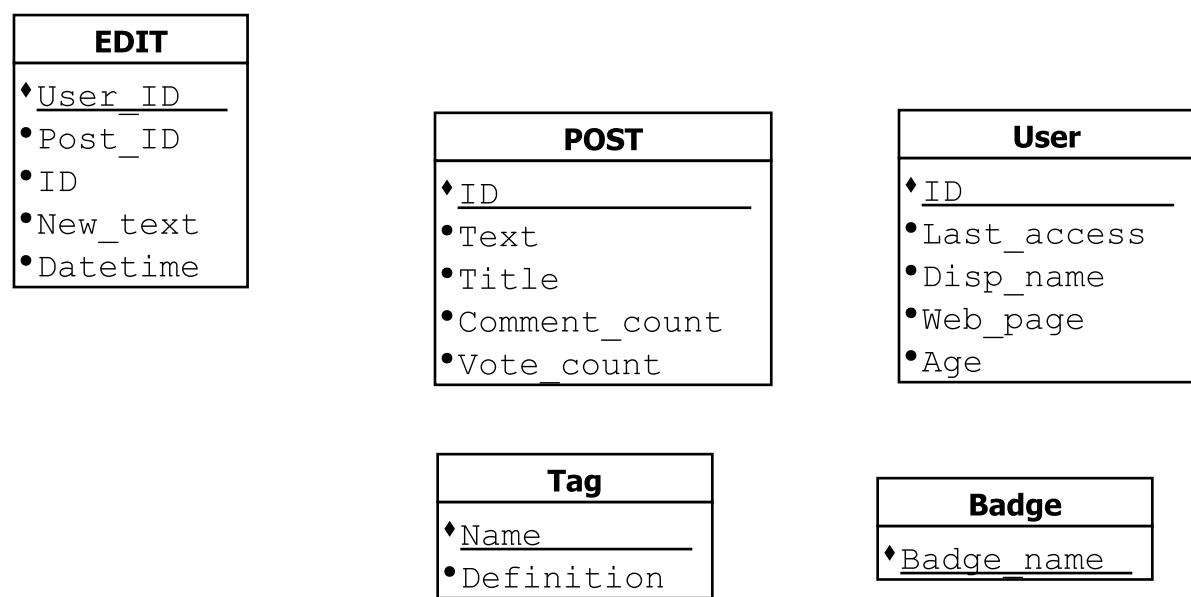 EDIT
User_ID
Post_ID
ID
New_text
Datetime
POST
ID
Text
Title
Comment_count
Vote_count
User
ID
Last_access
Disp_name
Web_page
Age
Tag
Name
Definition
Badge
Badge_name